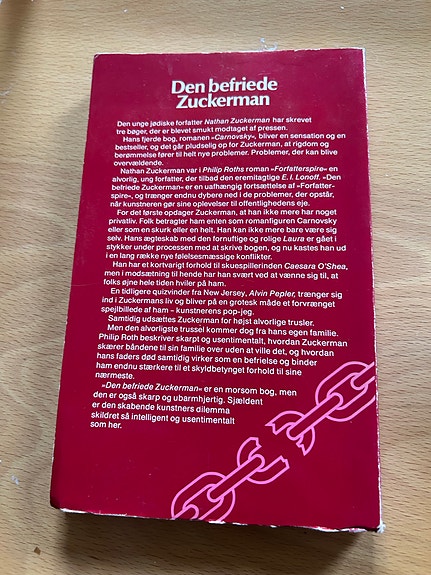 Den befriede
Zuckerman
Den unge jødiske forfatter Nathan Zuckerman har skrevet
tre bøger, der er blevet smukt modtaget af pressen.
Hans fjerde bog, romanen »Carnovsky«, bliver en sensation og en
bestseller, og det går pludselig op for Zuckerman, at rigdom og
berømmelse fører til helt nye problemer. Problemer, der kan blive
overvældende.
Nathan Zuckerman var i Philip Roths roman »Forfatterspire« en
alvorlig, ung forfatter, der tilbad den eremitagtige E. I. Lonoff. »Den
befriede Zuckerman« er en uafhængig fortsættelse af »Forfatter-
spire«, og trænger endnu dybere ned i de problemer, der opstår,
når kunstneren gør sine oplevelser til offentlighedens eje.
For det første opdager Zuckerman, at han ikke mere har noget
privatliv. Folk betragter ham enten som romanfiguren Carnovsky
eller som en skurk eller en helt. Han kan ikke mere bare være sig
selv. Hans ægteskab med den fornuftige og rolige Laura er gået i
stykker under processen med at skrive bogen, og nu kastes han ud
i en lang række nye følelsesmæssige konflikter.
Han har et kortvarigt forhold til skuespillerinden Caesara O'Shea,
men i modsætning til hende har han svært ved at vænne sig til, at
folks øjne hele tiden hviler på ham.
En tidligere quizvinder fra New Jersey, Alvin Pepler, trænger sig
ind i Zuckermans liv og bliver på en grotesk måde et forvrænget
spejlbillede af ham - kunstnerens pop-jeg.
Samtidig udsættes Zuckerman for højst alvorlige trusler.
Men den alvorligste trussel kommer dog fra hans egen familie.
Philip Roth beskriver skarpt og usentimentalt, hvordan Zuckerman
skærer båndene til sin familie over uden at ville det, og hvordan
hans faders død samtidig virker som en befrielse og binder
ham endnu stærkere til et skyldbetynget forhold til sine
nærmeste.
»Den befriede Zuckerman« er en morsom bog, men
den er også skarp og ubarmhjertig. Sjældent
er den skabende kunstners dilemma
skildret så intelligent og usentimentalt
som her.